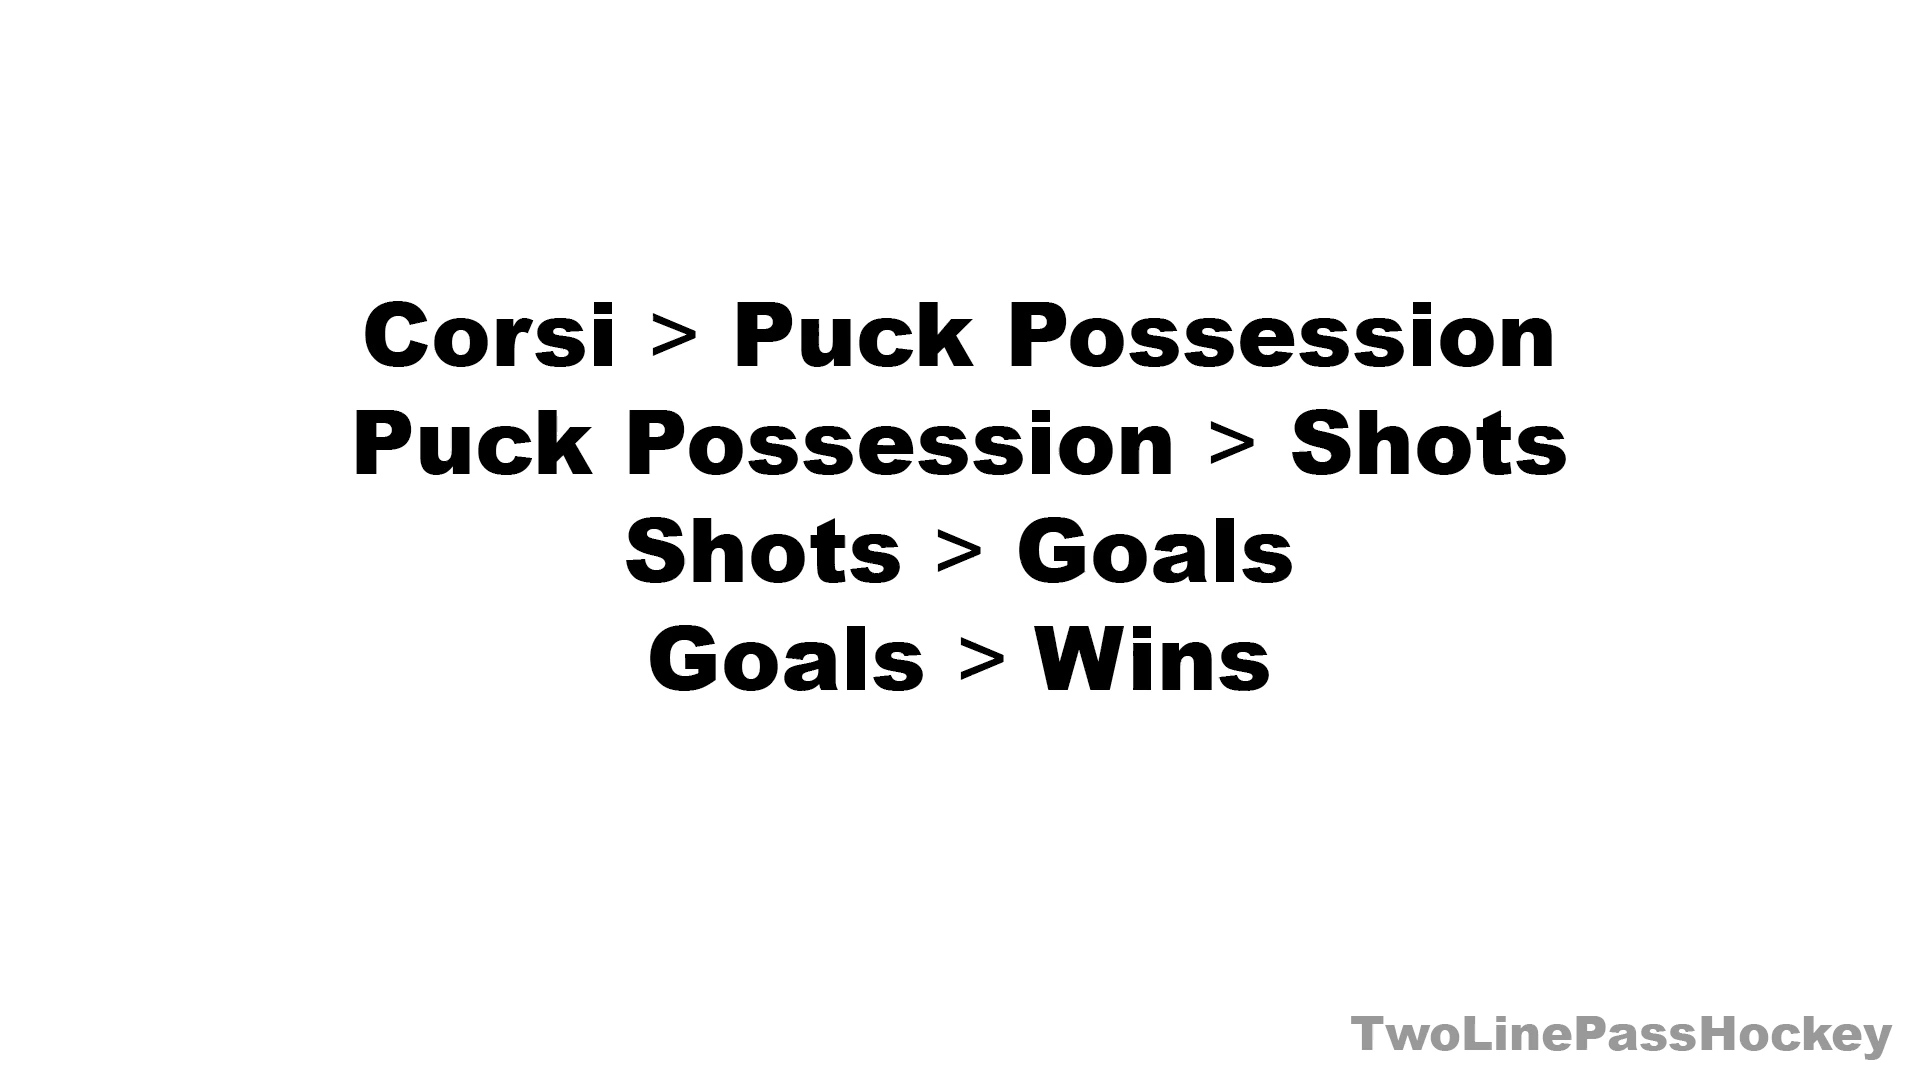 Corsi > Puck Possession
Puck Possession > Shots
Shots > Goals
Goals > Wins
TwoLinePassHockey